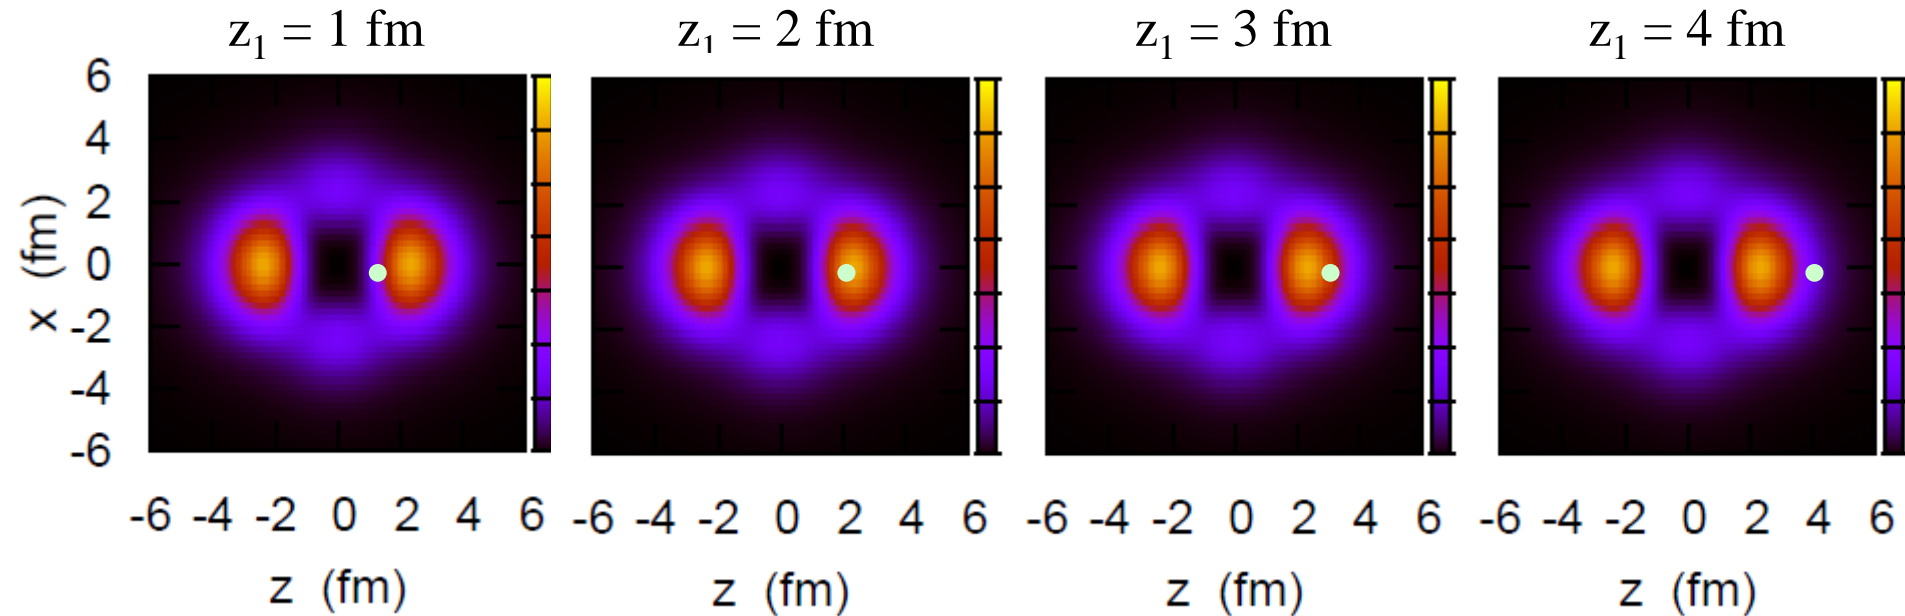 z₁ = 1 fm z₁ = 2 fm z₁ = 3 fm z₁ = 4 fm
6
4
2
0
-2
-4
-6
x (fm)
-6 -4 -2 0 2 4 6 -6 -4 -2 0 2 4 6 -6 -4 -2 0 2 4 6 -6 -4 -2 0 2 4 6
z (fm) z (fm) z (fm) z (fm)